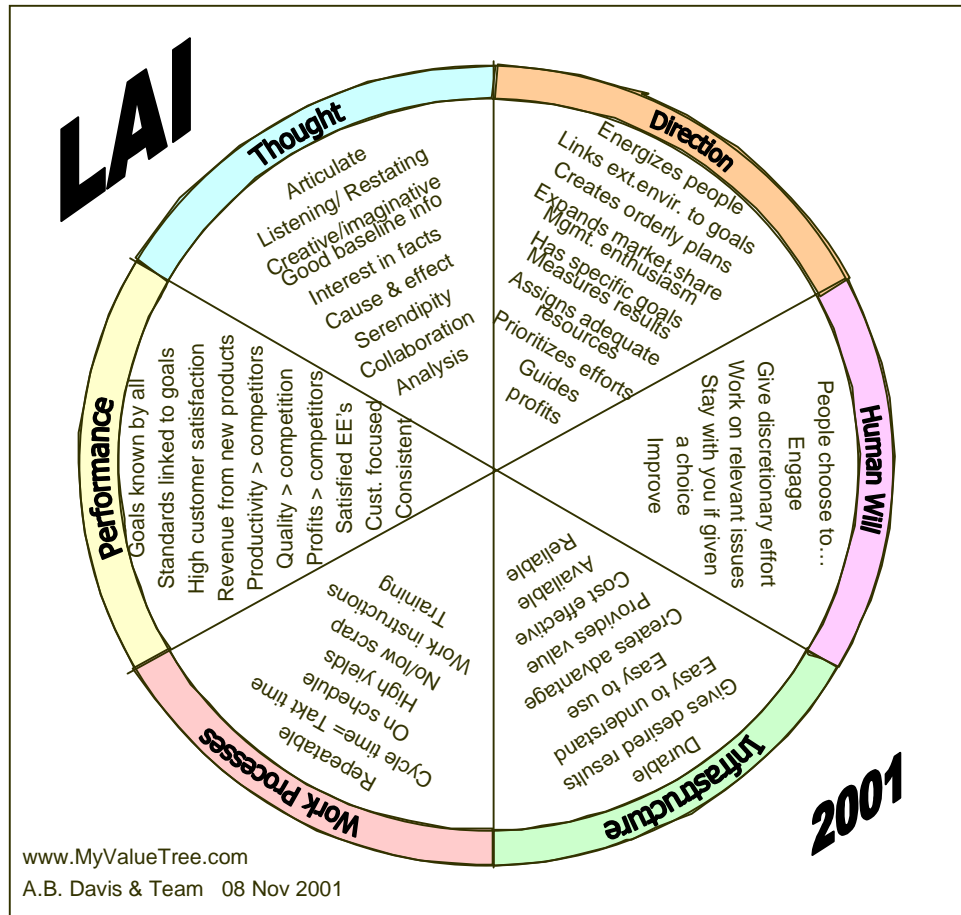 LAI
Thought
Articulate
Listening/ Restating
Creative/imaginative
Good baseline info
Interest in facts
Cause & effect
Serendipity
Collaboration
Analysis
Direction
Energizes people
Links ext.envir. to goals
Creates orderly plans
Expands market.share
Mgmt. enthusiasm
Has specific goals
Measures results
Assigns adequate
resources
Prioritizes efforts
Guides
profits
Human Will
People choose to…
Engage
Give discretionary effort
Work on relevant issues
Stay with you if given
a choice
Improve
Infrastructure
Durable
Gives desired results
Easy to understand
Easy to use
Creates advantage
Provides value
Cost effective
Available
Reliable
Work Processes
Cycle time= Takt time
Repeatable
On schedule
High yields
No/low scrap
Work instructions
Training
Performance
Goals known by all
Standards linked to goals
High customer satisfaction
Revenue from new products
Productivity > competitors
Quality > competition
Profits > competitors
Satisfied EE's
Cust. focused
Consistent
2001
www.MyValueTree.com
A.B. Davis & Team 08 Nov 2001